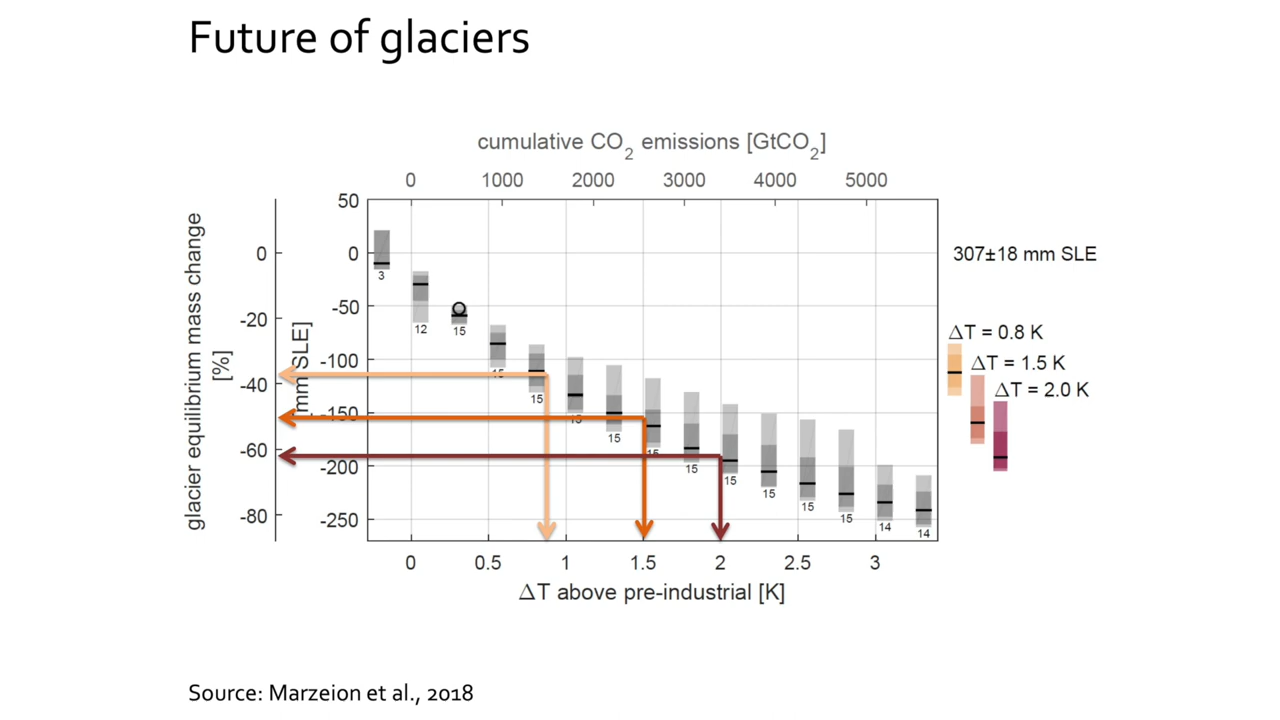 Future of glaciers
cumulative CO2 emissions [GtCO2]
0 1000 2000 3000 4000 5000
glacier equilibrium mass change
[%]
0
-20
-40
-60
-80
[mm SLE]
50
0
-50
-100
-150
-200
-250
3
12
15
15
15
15
15
15
15
15
15
15
15
14
14
307±18 mm SLE
ΔT = 0.8 K
ΔT = 1.5 K
ΔT = 2.0 K
0 0.5 1 1.5 2 2.5 3
ΔT above pre-industrial [K]
Source: Marzeion et al., 2018